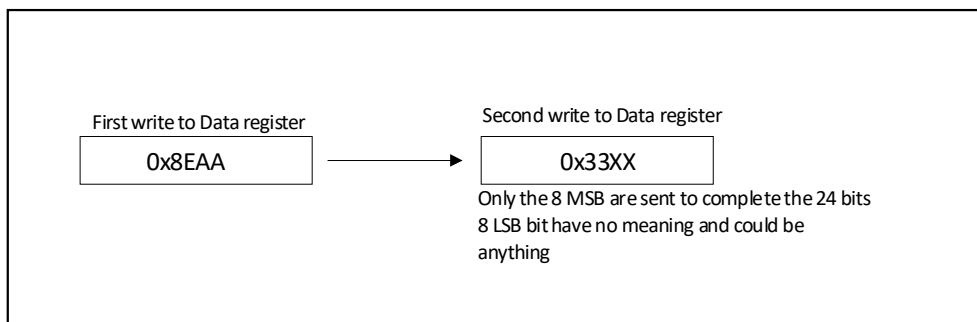 First write to Data register
0x8EAA
Second write to Data register
0x33XX
Only the 8 MSB are sent to complete the 24 bits
8 LSB bit have no meaning and could be
anything